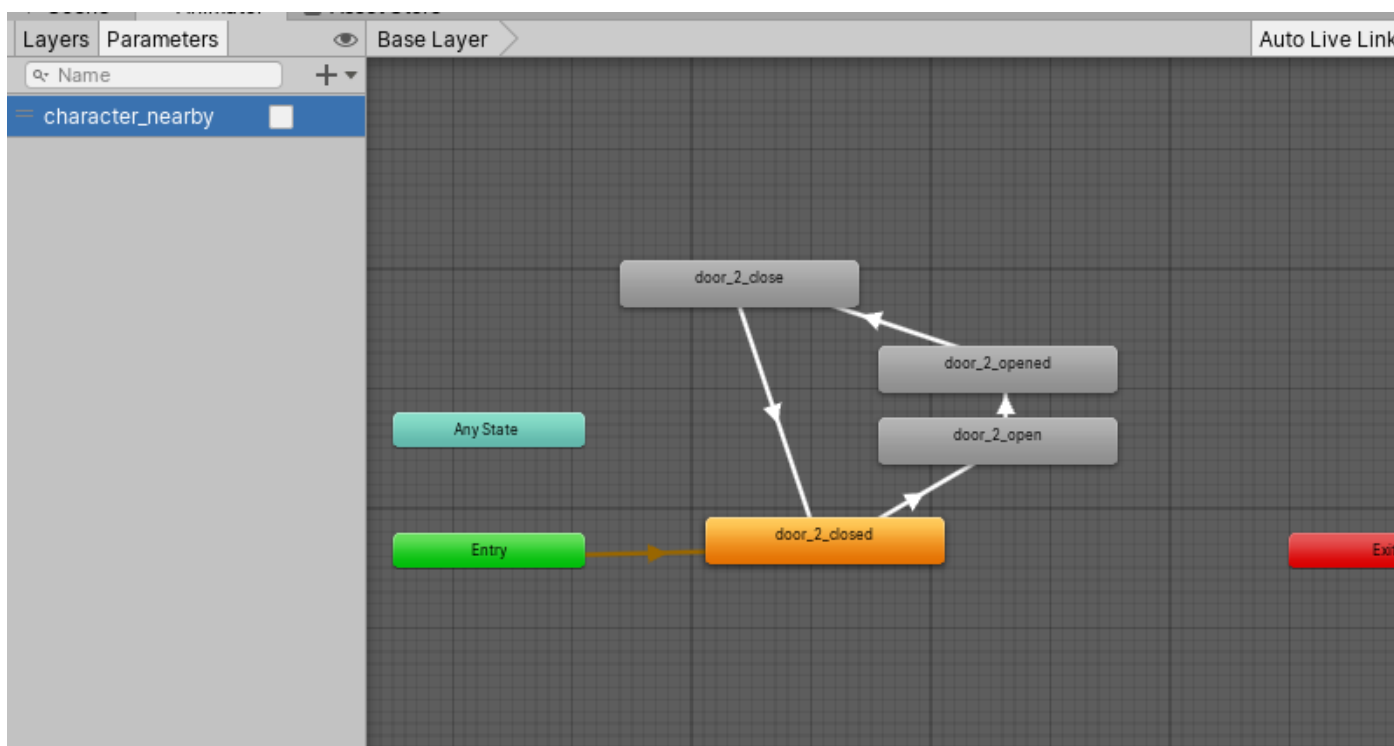 Layers Parameters
Base Layer
Auto Live Link
Name
character_nearby
door_2_close
door_2_opened
Any State
door_2_open
door_2_closed
Entry